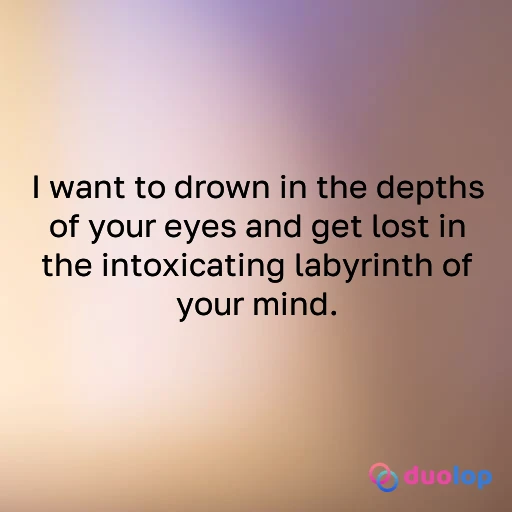 I want to drown in the depths
of your eyes and get lost in
the intoxicating labyrinth of
your mind.
duolop